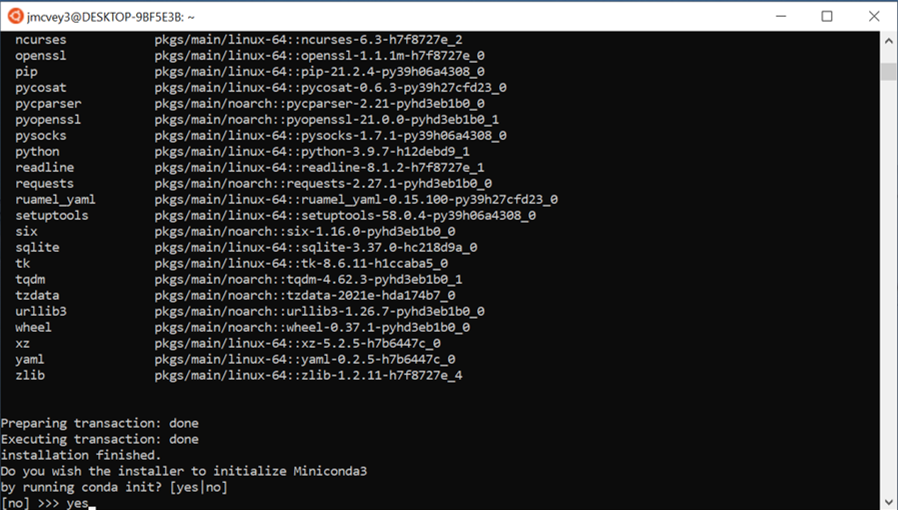 jmcvey3@DESKTOP-9BF5E3B: ~
ncurses pkgs/main/linux-64::ncurses-6.3-h7f8727e_2
openssl pkgs/main/linux-64::openssl-1.1.1m-h7f8727e_0
pip pkgs/main/linux-64::pip-21.2.4-py39h06a4308_0
pycosat pkgs/main/linux-64::pycosat-0.6.3-py39h27cfd23_0
pycparser pkgs/main/noarch::pycparser-2.21-pyhd3eb1b0_0
pyopenssl pkgs/main/noarch::pyopenssl-21.0.0-pyhd3eb1b0_1
pysocks pkgs/main/linux-64::pysocks-1.7.1-py39h06a4308_0
python pkgs/main/linux-64::python-3.9.7-h12debd9_1
readline pkgs/main/linux-64::readline-8.1.2-h7f8727e_1
requests pkgs/main/noarch::requests-2.27.1-pyhd3eb1b0_0
ruamel_yaml pkgs/main/linux-64::ruamel_yaml-0.15.100-py39h27cfd23_0
setuptools pkgs/main/linux-64::setuptools-58.0.4-py39h06a4308_0
six pkgs/main/noarch::six-1.16.0-pyhd3eb1b0_0
sqlite pkgs/main/linux-64::sqlite-3.37.0-hc218d9a_0
tk pkgs/main/linux-64::tk-8.6.11-h1ccaba5_0
tqdm pkgs/main/noarch::tqdm-4.62.3-pyhd3eb1b0_1
tzdata pkgs/main/noarch::tzdata-2021e-hda174b7_0
urllib3 pkgs/main/noarch::urllib3-1.26.7-pyhd3eb1b0_0
wheel pkgs/main/noarch::wheel-0.37.1-pyhd3eb1b0_0
xz pkgs/main/linux-64::xz-5.2.5-h7b6447c_0
yaml pkgs/main/linux-64::yaml-0.2.5-h7b6447c_0
zlib pkgs/main/linux-64::zlib-1.2.11-h7f8727e_4
Preparing transaction: done
Executing transaction: done
installation finished.
Do you wish the installer to initialize Miniconda3
by running conda init? [yes|no]
[no] >>> yes